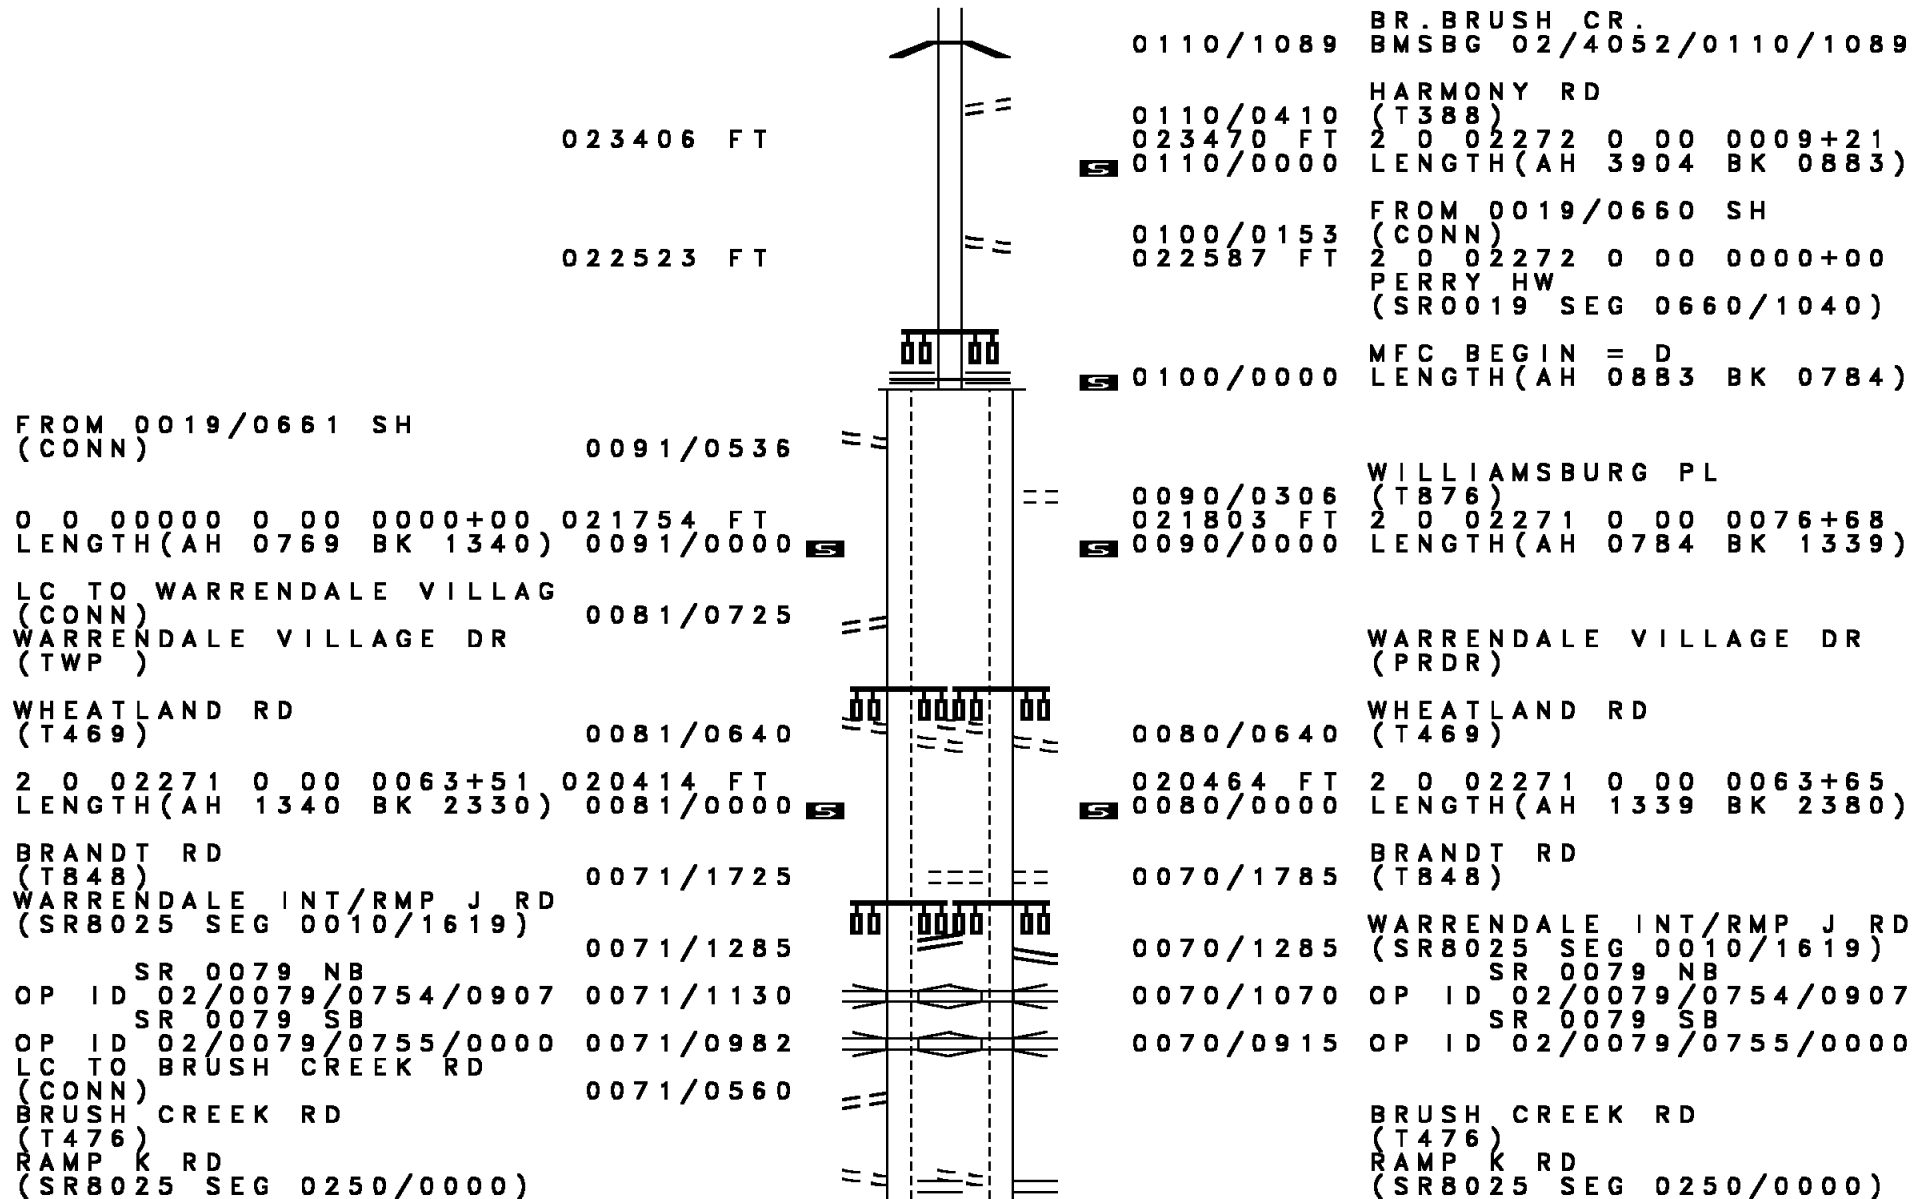 BR.BRUSH CR.
0110/1089 BMSBG 02/4052/0110/1089
HARMONY RD
0110/0410 (T388)
023406 FT 023470 FT 2 0 02272 0 00 0009+21
S 0110/0000 LENGTH(AH 3904 BK 0883)
FROM 0019/0660 SH
0100/0153 (CONN)
022523 FT 022587 FT 2 0 02272 0 00 0000+00
PERRY HW
(SR0019 SEG 0660/1040)
MFC BEGIN = D
S 0100/0000 LENGTH(AH 0883 BK 0784)
FROM 0019/0661 SH
(CONN) 0091/0536
WILLIAMSBURG PL
0090/0306 (T876)
0 0 00000 0 00 0000+00 021754 FT 021803 FT 2 0 02271 0 00 0076+68
LENGTH(AH 0769 BK 1340) 0091/0000 S S 0090/0000 LENGTH(AH 0784 BK 1339)
LC TO WARRENDALE VILLAG
(CONN) 0081/0725
WARRENDALE VILLAGE DR WARRENDALE VILLAGE DR
(TWP ) (PRDR)
WHEATLAND RD WHEATLAND RD
(T469) 0081/0640 0080/0640 (T469)
2 0 02271 0 00 0063+51 020414 FT 020464 FT 2 0 02271 0 00 0063+65
LENGTH(AH 1340 BK 2330) 0081/0000 S S 0080/0000 LENGTH(AH 1339 BK 2380)
BRANDT RD BRANDT RD
(T848) 0071/1725 0070/1785 (T848)
WARRENDALE INT/RMP J RD WARRENDALE INT/RMP J RD
(SR8025 SEG 0010/1619) 0071/1285 0070/1285 (SR8025 SEG 0010/1619)
SR 0079 NB SR 0079 NB
OP ID 02/0079/0754/0907 0071/1130 0070/1070 OP ID 02/0079/0754/0907
SR 0079 SB SR 0079 SB
OP ID 02/0079/0755/0000 0071/0982 0070/0915 OP ID 02/0079/0755/0000
LC TO BRUSH CREEK RD
(CONN) 0071/0560
BRUSH CREEK RD BRUSH CREEK RD
(T476) (T476)
RAMP K RD RAMP K RD
(SR8025 SEG 0250/0000) (SR8025 SEG 0250/0000)